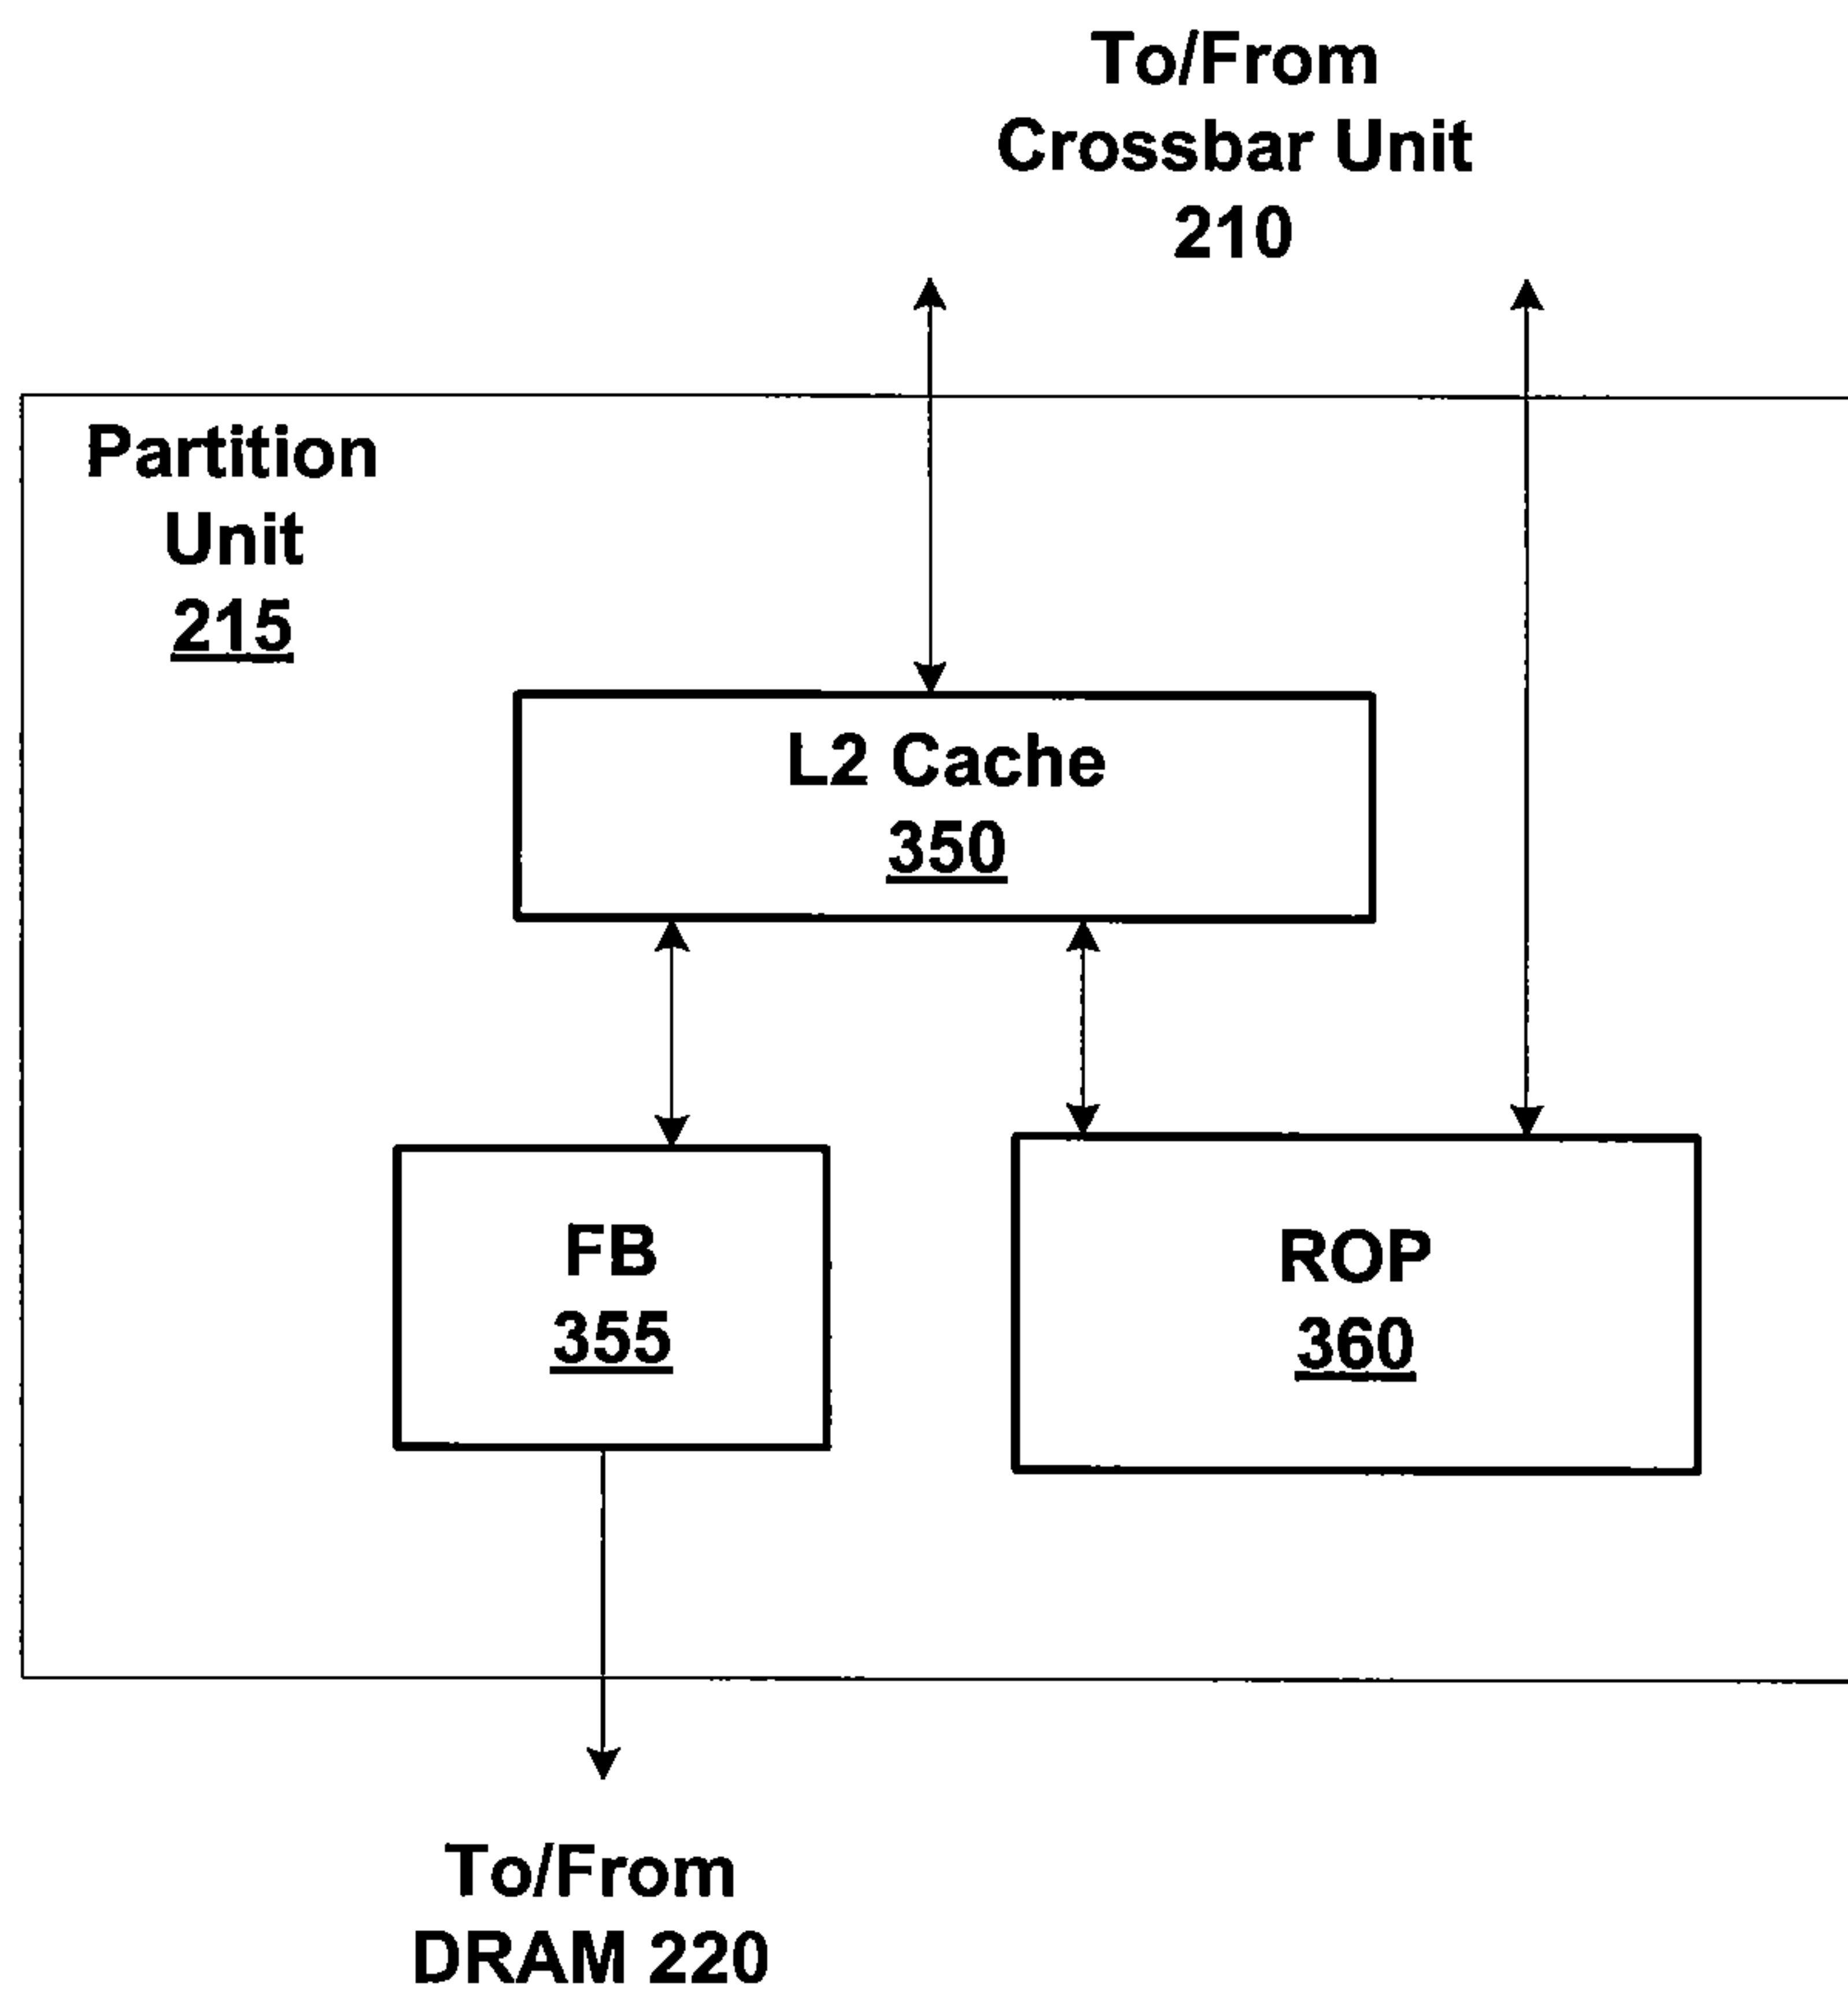 To/From
Crossbar Unit
210
Partition
Unit
215
L2 Cache
350
FB
355
ROP
360
To/From
DRAM 220